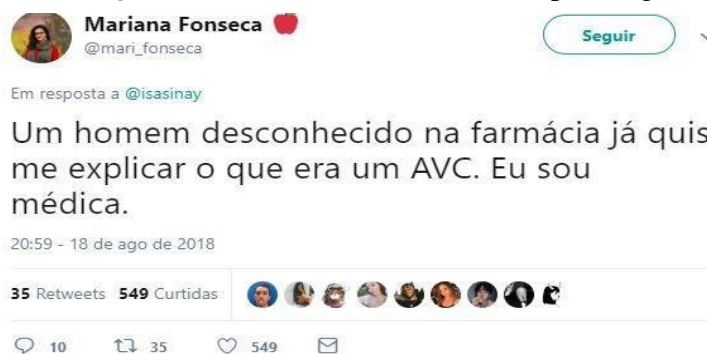 Mariana Fonseca
@mari_fonseca
Seguir
Em resposta a @isasinay
Um homem desconhecido na farmácia já quis
me explicar o que era um AVC. Eu sou
médica.
20:59 - 18 de ago de 2018
35 Retweets 549 Curtidas
10 35 549